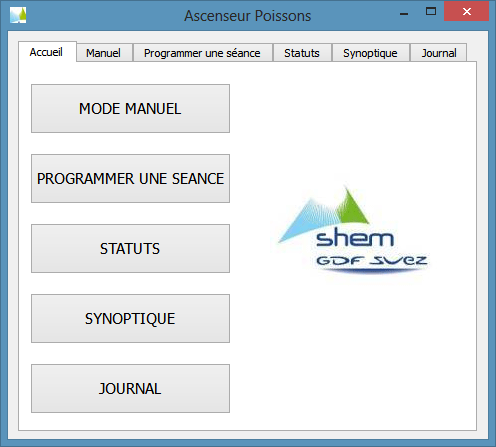 Ascenseur Poissons
Accueil Manuel Programmer une séance Statuts Synoptique Journal
MODE MANUEL
PROGRAMMER UNE SEANCE
STATUTS
SYNOPTIQUE
JOURNAL
shem
GDF SUez